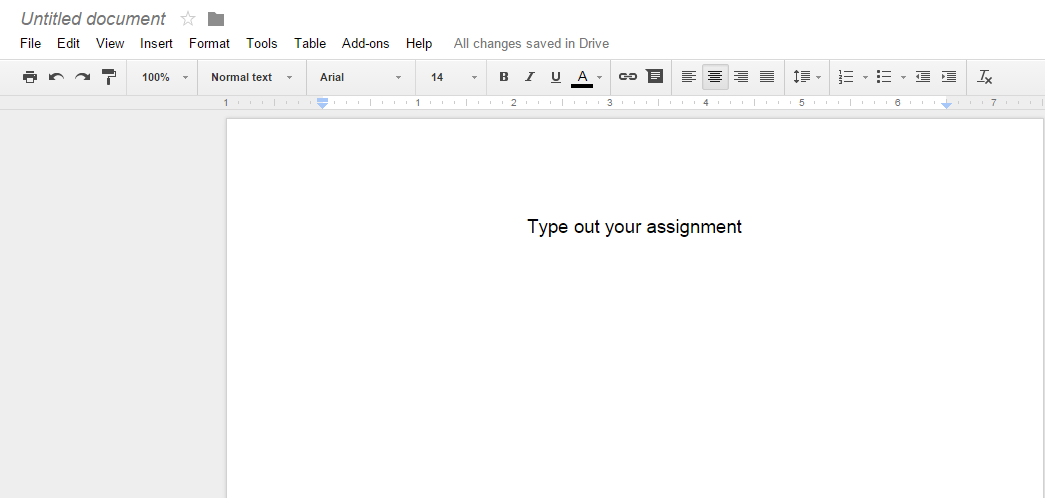 Untitled document
File Edit View Insert Format Tools Table Add-ons Help All changes saved in Drive
100% Normal text Arial 14 B I U A
1 1 2 3 4 5 6 7
Type out your assignment